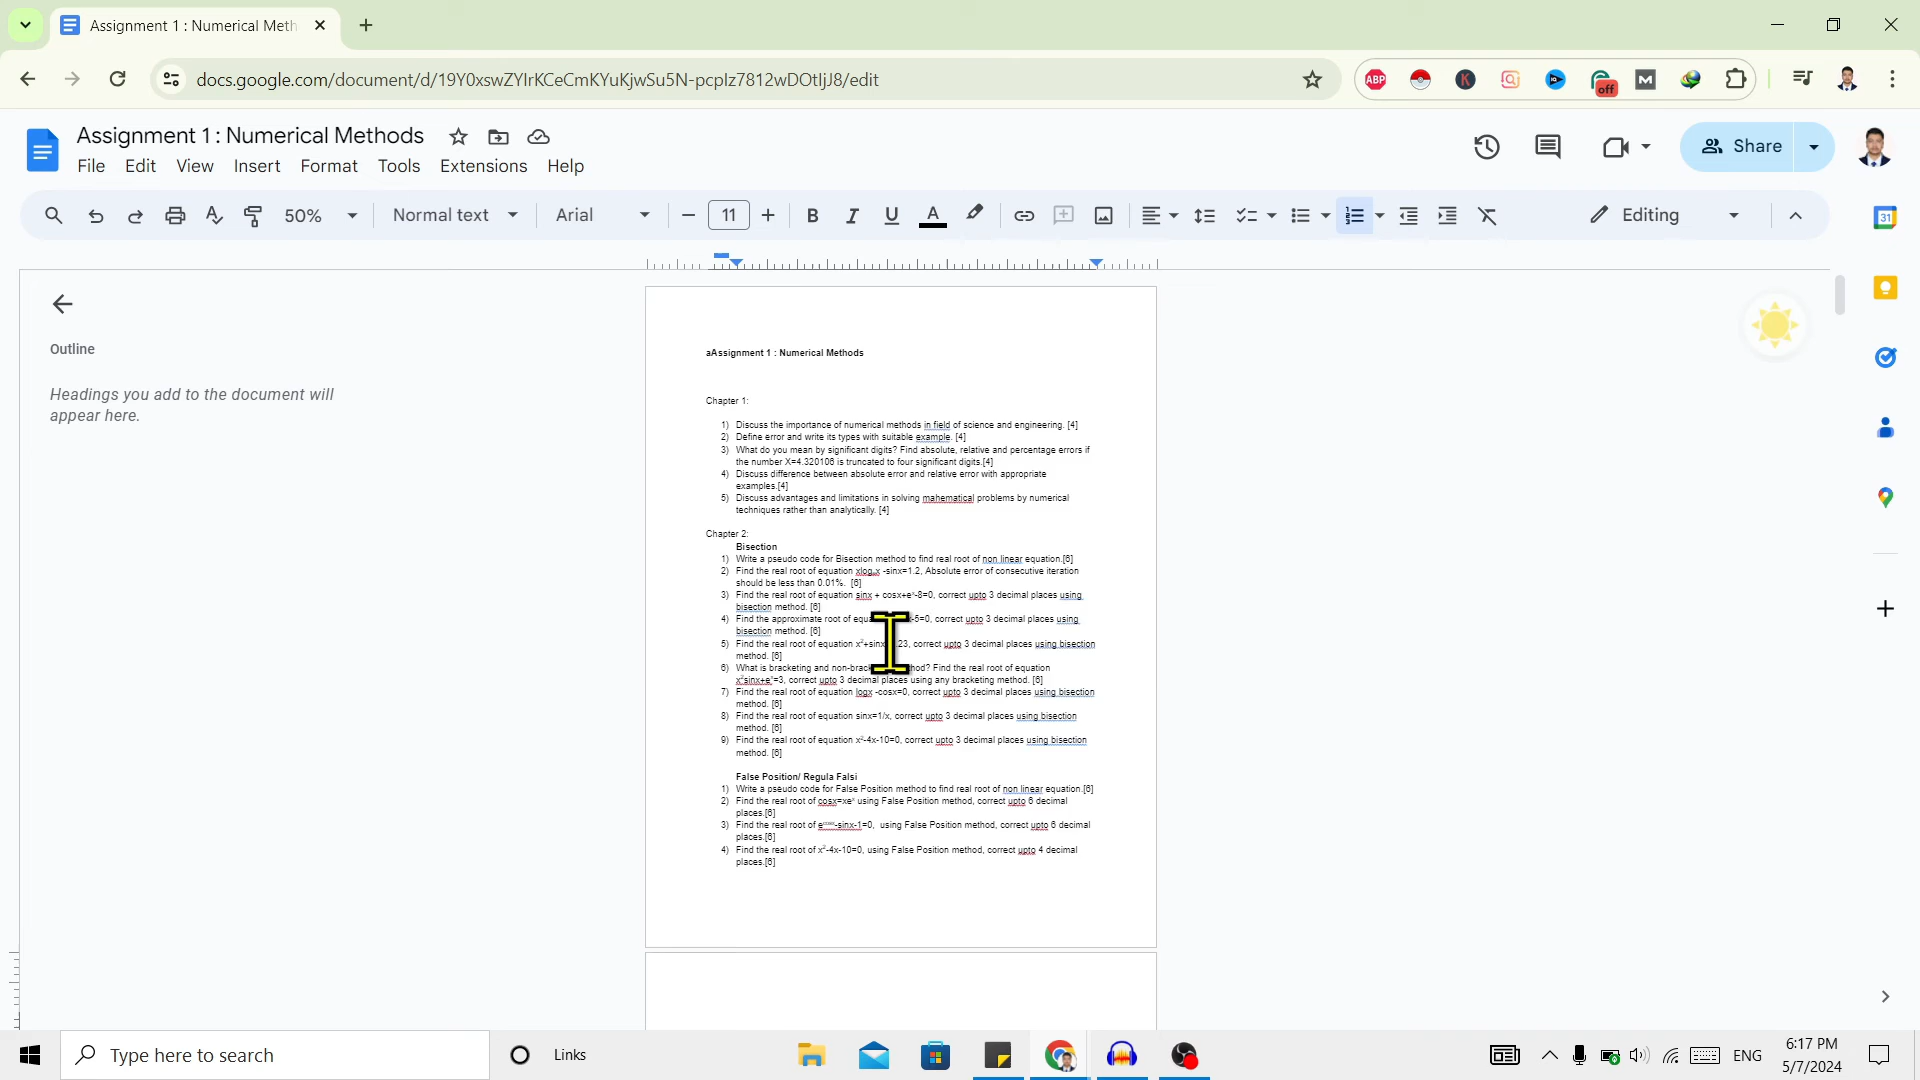 Assignment 1 : Numerical Meth
docs.google.com/document/d/19Y0xswZYIrKCeCmKYuKjwSu5N-pcpIz7812wDOtIjJ8/edit
ABP
K
off
M
Assignment 1 : Numerical Methods
File Edit View Insert Format Tools Extensions Help
Share
50% Normal text Arial 11 B I U A Editing
31
Outline
Headings you add to the document will
appear here.
aAssignment 1 : Numerical Methods
Chapter 1:
1) Discuss the importance of numerical methods in field of science and engineering. [4]
2) Define error and write its types with suitable example. [4]
3) What do you mean by significant digits? Find absolute, relative and percentage errors if
the number X=4.320106 is truncated to four significant digits.[4]
4) Discuss difference between absolute error and relative error with appropriate
examples.[4]
5) Discuss advantages and limitations in solving mahematical problems by numerical
techniques rather than analytically. [4]
Chapter 2:
Bisection
1) Write a pseudo code for Bisection method to find real root of non linear equation.[6]
2) Find the real root of equation -sinx=1.2, Absolute error of consecutive iteration
should be less than 0.01%. [6]
3) Find the real root of equation sinx + cosx+eˣ-8=0, correct upto 3 decimal places using
bisection method. [6]
4) Find the approximate root of -5=0, correct upto 3 decimal places using
bisection method. [6]
5) Find the real root of equation x²+sinx 23, correct upto 3 decimal places using bisection
method. [6]
6) What is bracketing and Find the real root of equation
x²sinx+eˣ=3, correct upto 3 decimal places using any bracketing method. [6]
7) Find the real root of equation logx -cosx=0, correct upto 3 decimal places using bisection
method. [6]
8) Find the real root of equation sinx=1/x, correct upto 3 decimal places using bisection
method. [6]
9) Find the real root of equation x²-4x-10=0, correct upto 3 decimal places using bisection
method. [6]
False Position/ Regula Falsi
1) Write a pseudo code for False Position method to find real root of non linear equation.[6]
2) Find the real root of cosx=xeˣ using False Position method, correct upto 6 decimal
places.[6]
3) Find the real root of -sinx-1=0, using False Position method, correct upto 6 decimal
places.[6]
4) Find the real root of x²-4x-10=0, using False Position method, correct upto 4 decimal
places.[6]
Type here to search
Links
ENG
6:17 PM
5/7/2024